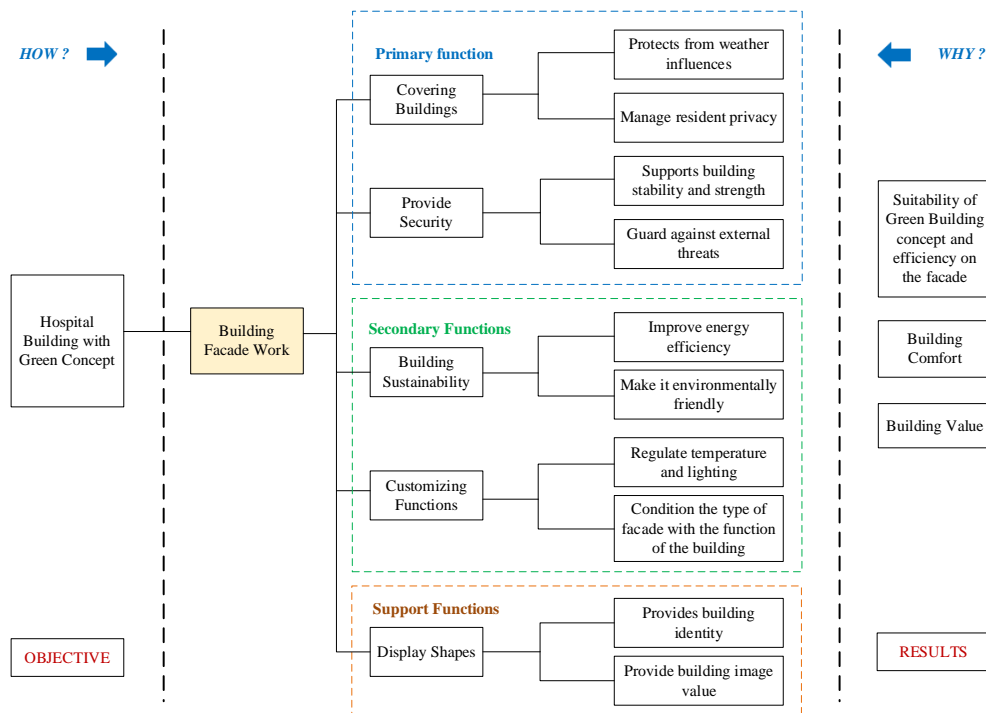 HOW ?
Primary function
Covering
Buildings
Protects from weather
influences
Manage resident privacy
Provide
Security
Supports building
stability and strength
Guard against external
threats
Hospital
Building with
Green Concept
Building
Facade Work
Secondary Functions
Building
Sustainability
Improve energy
efficiency
Make it environmentally
friendly
Customizing
Functions
Regulate temperature
and lighting
Condition the type of
facade with the function
of the building
Support Functions
Display Shapes
Provides building
identity
Provide building image
value
OBJECTIVE
WHY ?
Suitability of
Green Building
concept and
efficiency on
the facade
Building
Comfort
Building Value
RESULTS